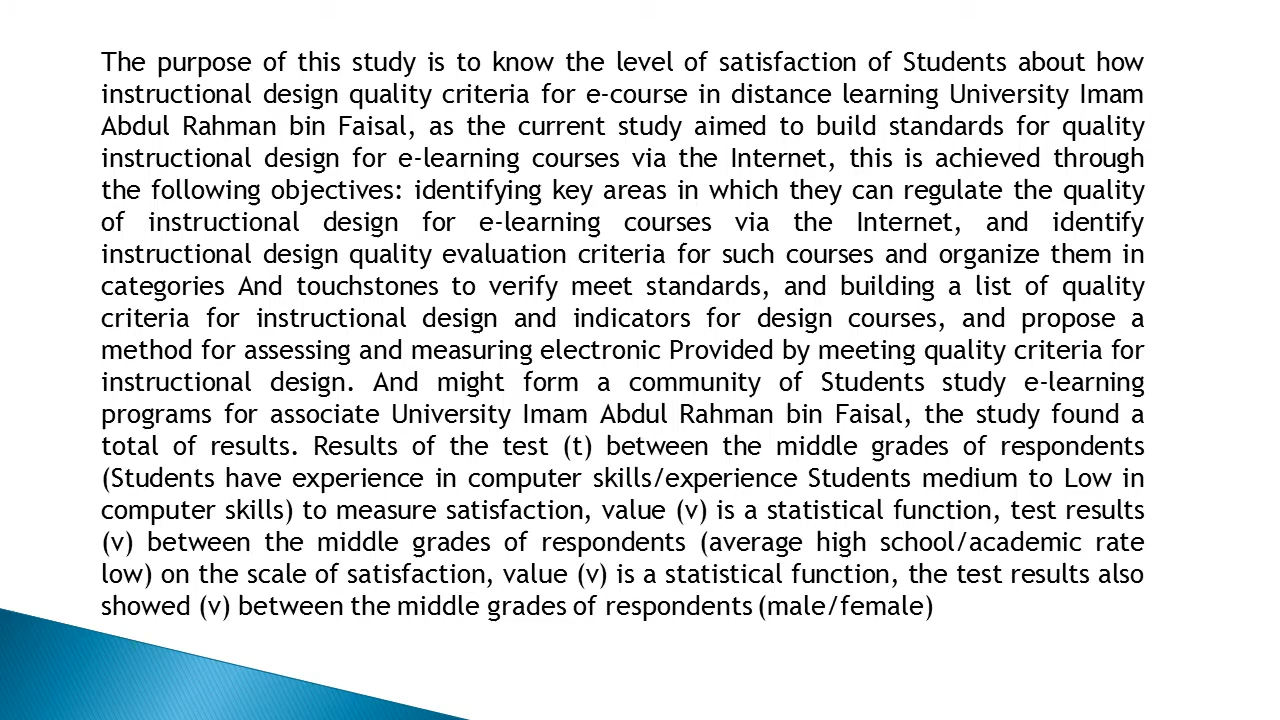 The purpose of this study is to know the level of satisfaction of Students about how
instructional design quality criteria for e-course in distance learning University Imam
Abdul Rahman bin Faisal, as the current study aimed to build standards for quality
instructional design for e-learning courses via the Internet, this is achieved through
the following objectives: identifying key areas in which they can regulate the quality
of instructional design for e-learning courses via the Internet, and identify
instructional design quality evaluation criteria for such courses and organize them in
categories And touchstones to verify meet standards, and building a list of quality
criteria for instructional design and indicators for design courses, and propose a
method for assessing and measuring electronic Provided by meeting quality criteria for
instructional design. And might form a community of Students study e-learning
programs for associate University Imam Abdul Rahman bin Faisal, the study found a
total of results. Results of the test (t) between the middle grades of respondents
(Students have experience in computer skills/experience Students medium to Low in
computer skills) to measure satisfaction, value (v) is a statistical function, test results
(v) between the middle grades of respondents (average high school/academic rate
low) on the scale of satisfaction, value (v) is a statistical function, the test results also
showed (v) between the middle grades of respondents (male/female)